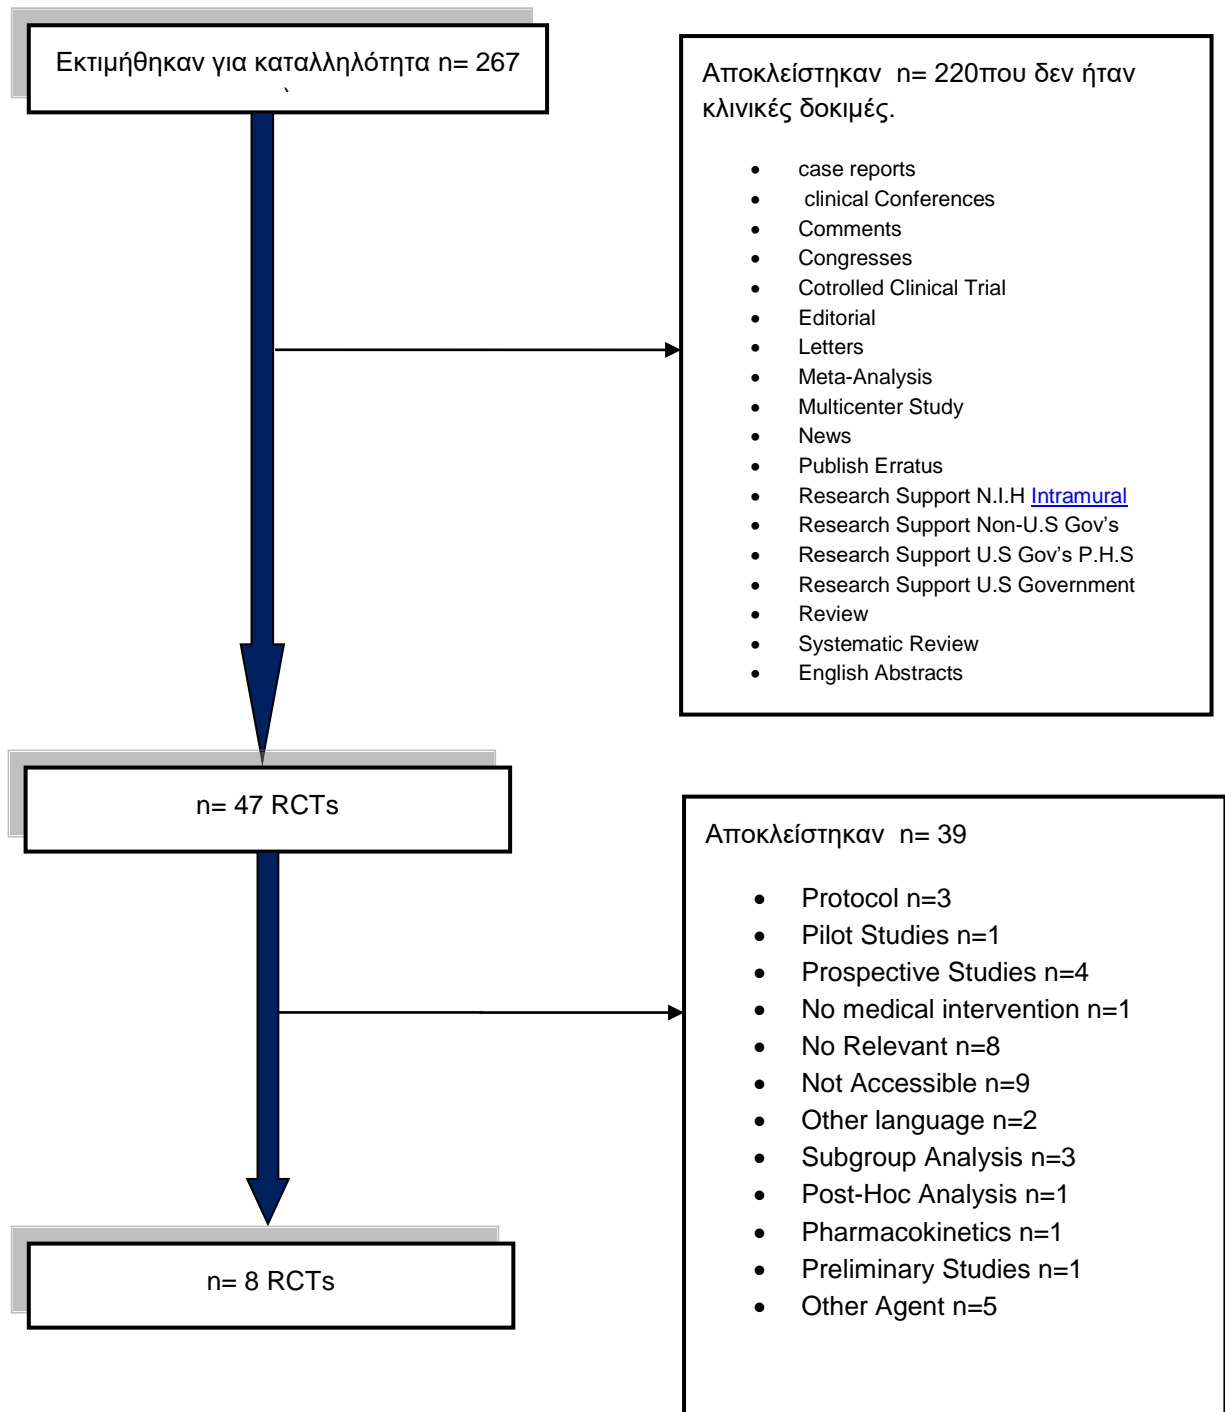 Εκτιμήθηκαν για καταλληλότητα n= 267
`
Αποκλείστηκαν n= 220που δεν ήταν
κλινικές δοκιμές.
• case reports
• clinical Conferences
• Comments
• Congresses
• Cotrolled Clinical Trial
• Editorial
• Letters
• Meta-Analysis
• Multicenter Study
• News
• Publish Erratus
• Research Support N.I.H Intramural
• Research Support Non-U.S Gov’s
• Research Support U.S Gov’s P.H.S
• Research Support U.S Government
• Review
• Systematic Review
• English Abstracts
n= 47 RCTs
Αποκλείστηκαν n= 39
• Protocol n=3
• Pilot Studies n=1
• Prospective Studies n=4
• No medical intervention n=1
• No Relevant n=8
• Not Accessible n=9
• Other language n=2
• Subgroup Analysis n=3
• Post-Hoc Analysis n=1
• Pharmacokinetics n=1
• Preliminary Studies n=1
• Other Agent n=5
n= 8 RCTs